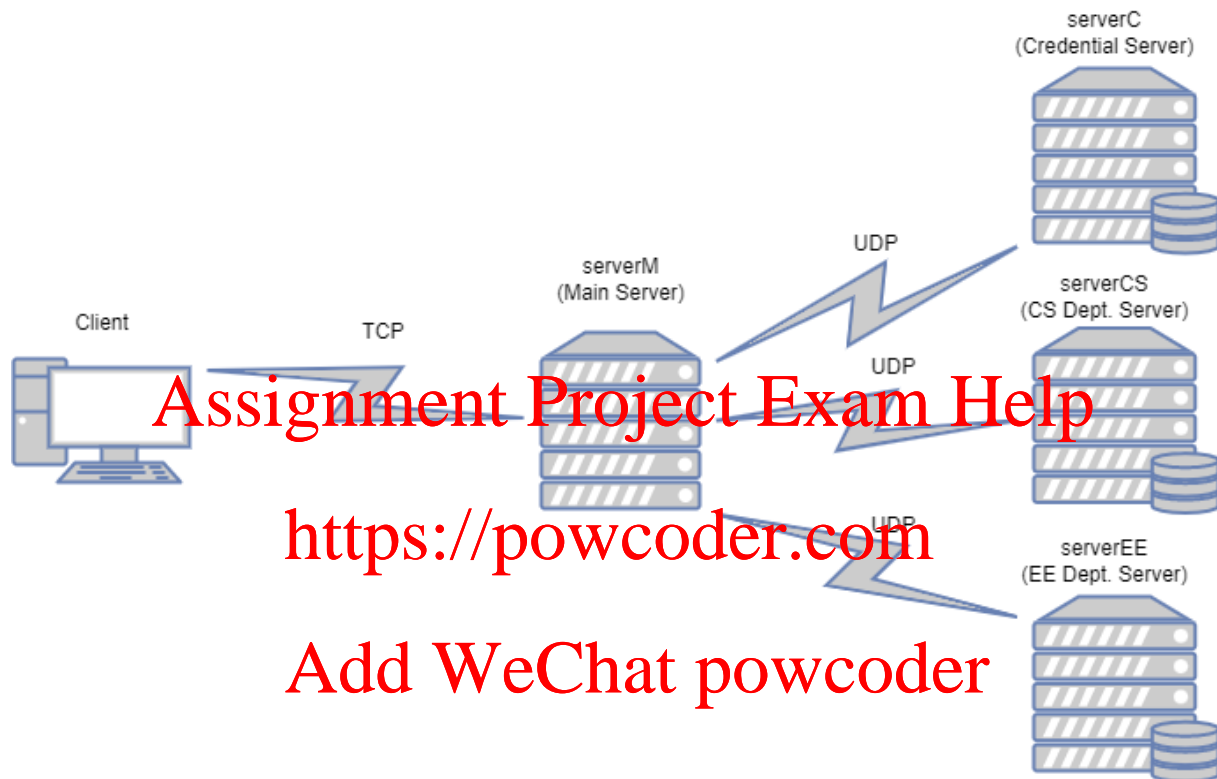 serverC
(Credential Server)
UDP
serverM
(Main Server)
serverCS
(CS Dept. Server)
Client
TCP
UDP
Assignment Project Exam Help
https://powcoder.com
UDP
serverEE
(EE Dept. Server)
Add WeChat powcoder